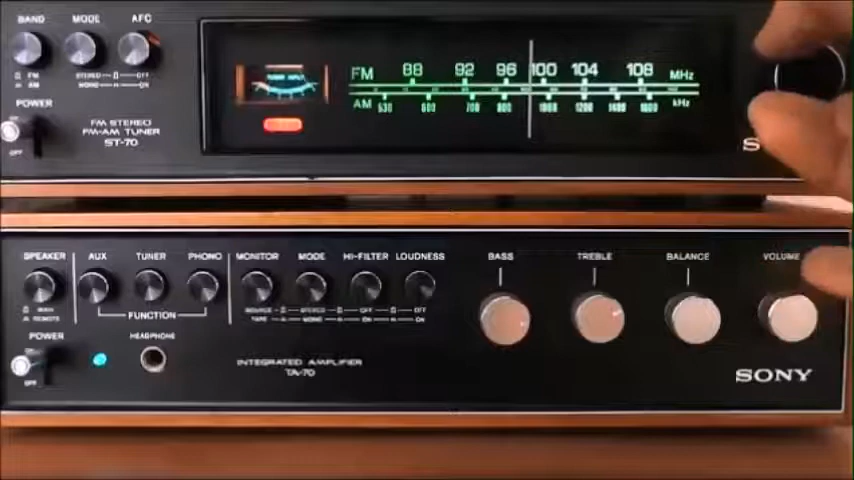 BAND MODE AFC
FM 88 92 96 100 104 108 MHz
AM 530 600 700 800 1000 1200 1400 1600 kHz
TUNER INPUT
STEREO OFF
MONO ON
FM
AM
POWER
OFF
FM STEREO
FM-AM TUNER
ST-70
S
SPEAKER AUX TUNER PHONO MONITOR MODE HI-FILTER LOUDNESS BASS TREBLE BALANCE VOLUME
SOURCE STEREO OFF OFF
TAPE MONO ON ON
MAIN
REMOTE
FUNCTION
POWER HEADPHONE
OFF
INTEGRATED AMPLIFIER
TA-70
SONY